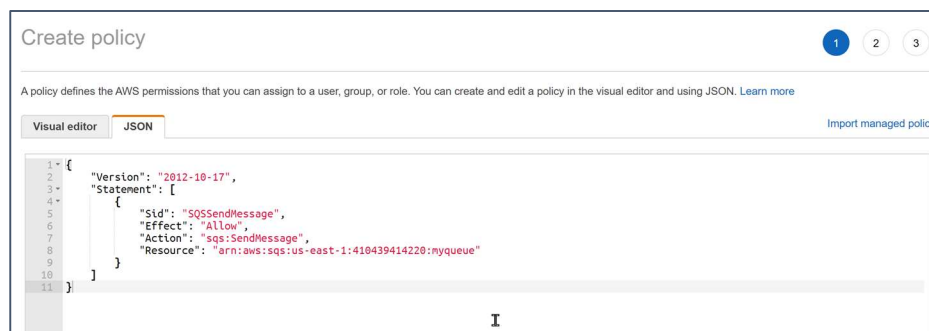 Create policy
1 2 3
A policy defines the AWS permissions that you can assign to a user, group, or role. You can create and edit a policy in the visual editor and using JSON. Learn more
Visual editor JSON Import managed polic
1 {
2 "Version": "2012-10-17",
3 "Statement": [
4 {
5 "Sid": "SQSSendMessage",
6 "Effect": "Allow",
7 "Action": "sqs:SendMessage",
8 "Resource": "arn:aws:sqs:us-east-1:410439414220:myqueue"
9 }
10 ]
11 }